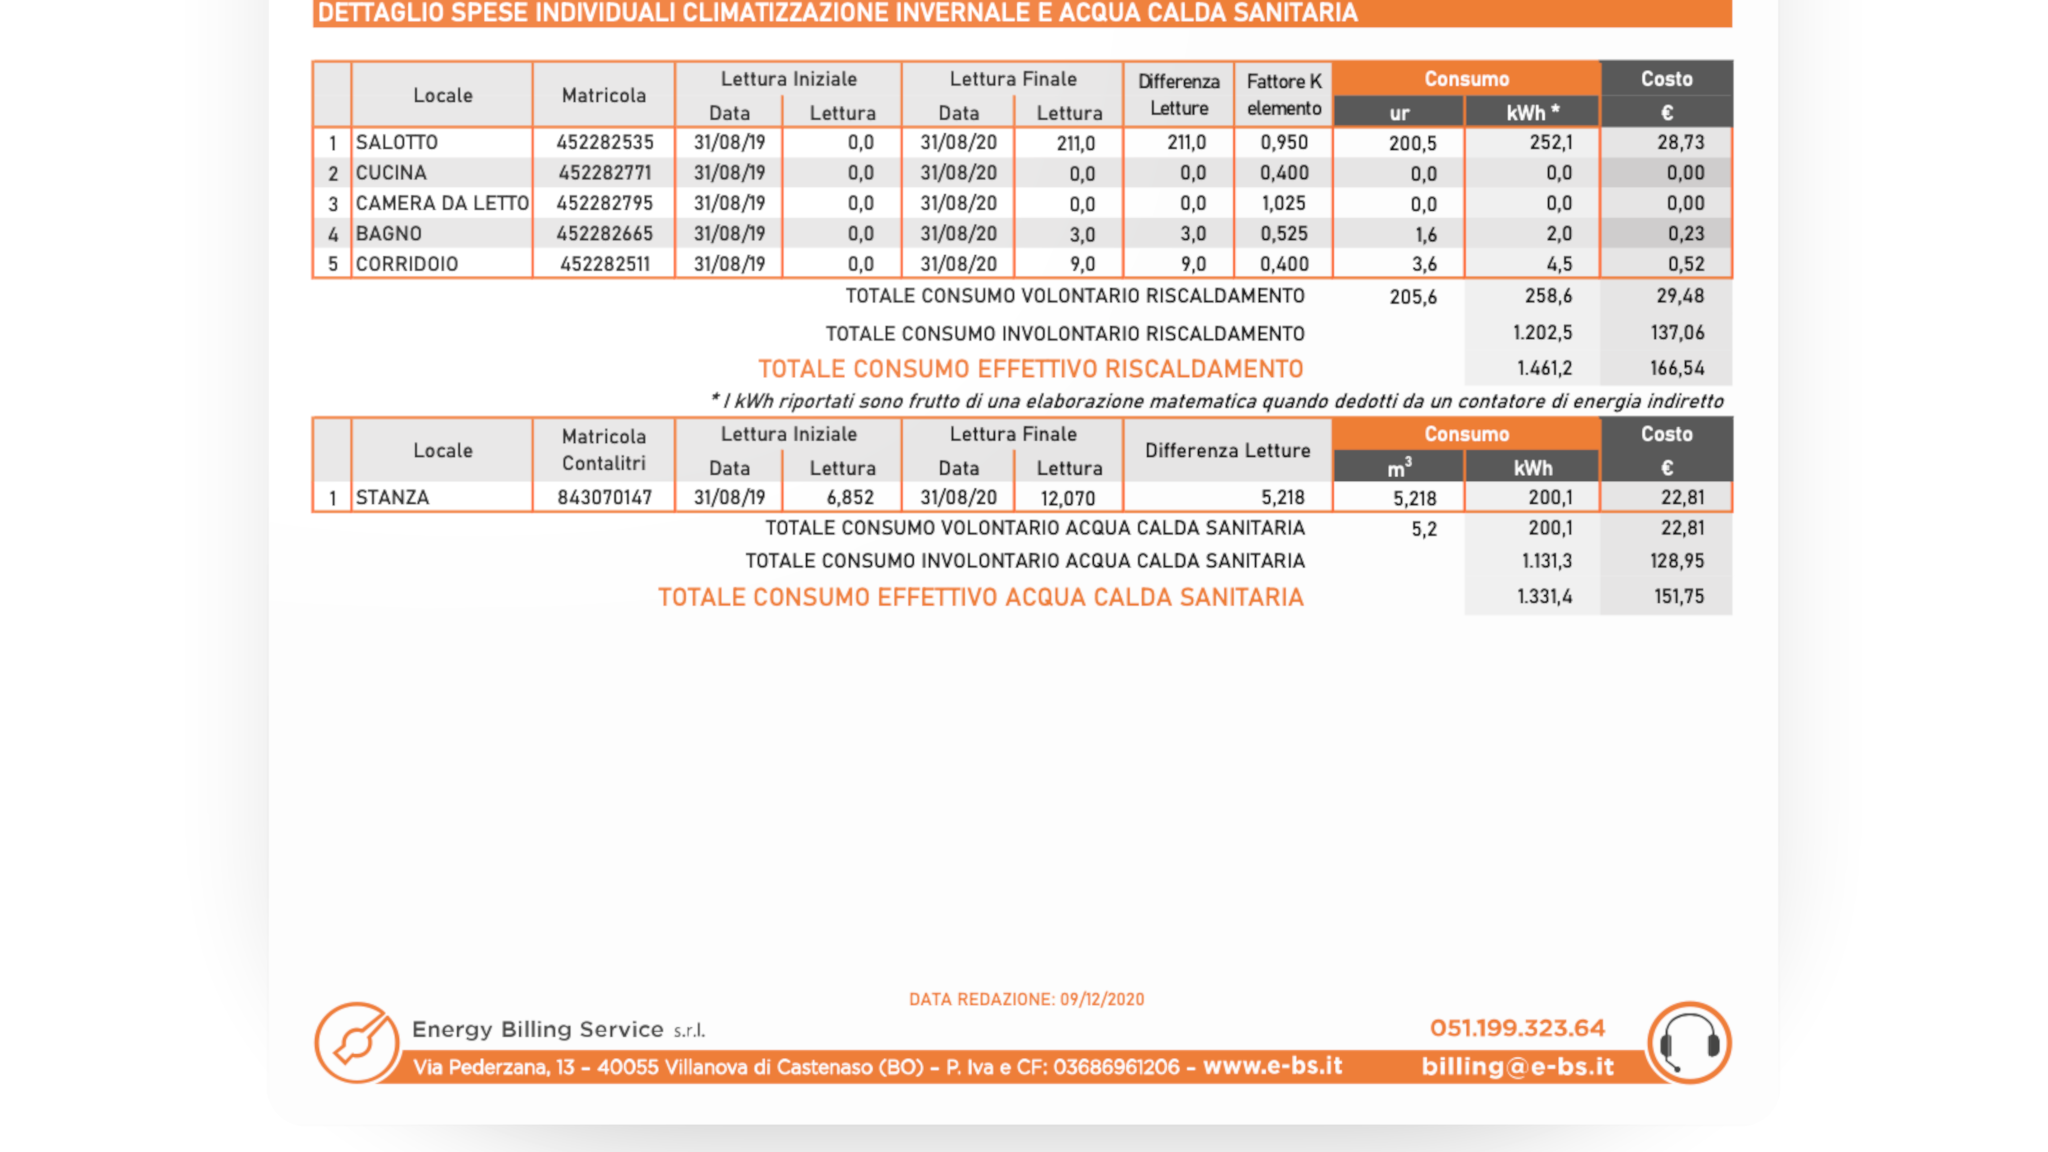 DETTAGLIO SPESE INDIVIDUALI CLIMATIZZAZIONE INVERNALE E ACQUA CALDA SANITARIA
Locale Matricola Lettura Iniziale Lettura Finale Differenza Letture Fattore K elemento Consumo Costo
Data Lettura Data Lettura ur kWh * €
1 SALOTTO 452282535 31/08/19 0,0 31/08/20 211,0 211,0 0,950 200,5 252,1 28,73
2 CUCINA 452282771 31/08/19 0,0 31/08/20 0,0 0,0 0,400 0,0 0,0 0,00
3 CAMERA DA LETTO 452282795 31/08/19 0,0 31/08/20 0,0 0,0 1,025 0,0 0,0 0,00
4 BAGNO 452282665 31/08/19 0,0 31/08/20 3,0 3,0 0,525 1,6 2,0 0,23
5 CORRIDOIO 452282511 31/08/19 0,0 31/08/20 9,0 9,0 0,400 3,6 4,5 0,52
TOTALE CONSUMO VOLONTARIO RISCALDAMENTO 205,6 258,6 29,48
TOTALE CONSUMO INVOLONTARIO RISCALDAMENTO 1.202,5 137,06
TOTALE CONSUMO EFFETTIVO RISCALDAMENTO 1.461,2 166,54
* I kWh riportati sono frutto di una elaborazione matematica quando dedotti da un contatore di energia indiretto
Locale Matricola Contalitri Lettura Iniziale Lettura Finale Differenza Letture Consumo Costo
Data Lettura Data Lettura m³ kWh €
1 STANZA 843070147 31/08/19 6,852 31/08/20 12,070 5,218 5,218 200,1 22,81
TOTALE CONSUMO VOLONTARIO ACQUA CALDA SANITARIA 5,2 200,1 22,81
TOTALE CONSUMO INVOLONTARIO ACQUA CALDA SANITARIA 1.131,3 128,95
TOTALE CONSUMO EFFETTIVO ACQUA CALDA SANITARIA 1.331,4 151,75
DATA REDAZIONE: 09/12/2020
Energy Billing Service s.r.l. 051.199.323.64
Via Pederzana, 13 – 40055 Villanova di Castenaso (BO) – P. Iva e CF: 03686961206 – www.e-bs.it billing@e-bs.it